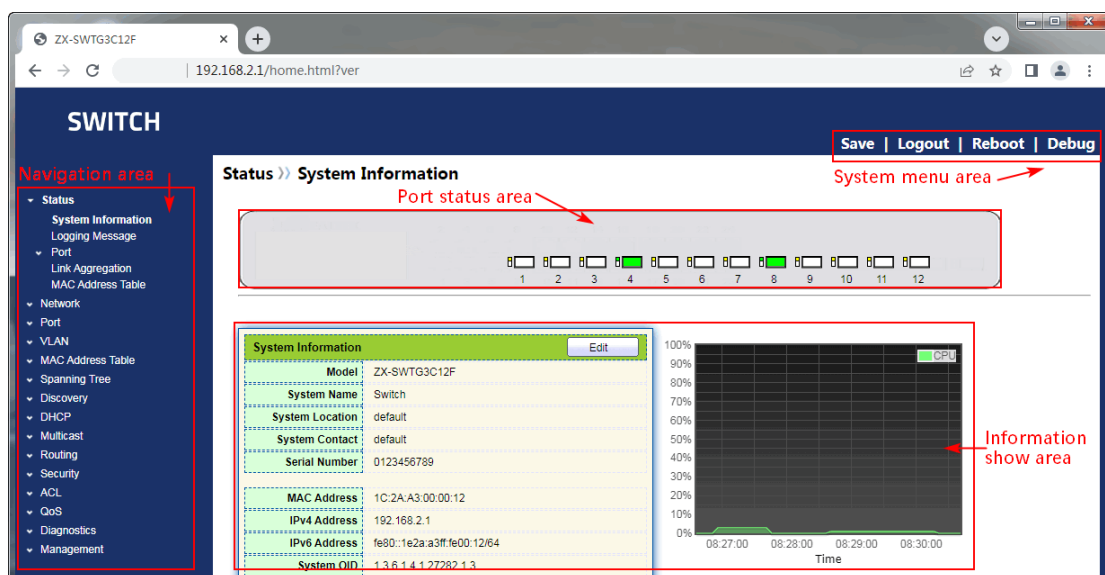 ZX-SWTG3C12F
192.168.2.1/home.html?ver
SWITCH
Save | Logout | Reboot | Debug
System menu area
Navigation area
Status
System Information
Logging Message
Port
Link Aggregation
MAC Address Table
Network
Port
VLAN
MAC Address Table
Spanning Tree
Discovery
DHCP
Multicast
Routing
Security
ACL
QoS
Diagnostics
Management
Status >> System Information
Port status area
1 2 3 4 5 6 7 8 9 10 11 12
System Information Edit
Model ZX-SWTG3C12F
System Name Switch
System Location default
System Contact default
Serial Number 0123456789
MAC Address 1C:2A:A3:00:00:12
IPv4 Address 192.168.2.1
IPv6 Address fe80::1e2a:a3ff:fe00:12/64
System OID 1.3.6.1.4.1.27282.1.3
100%
90%
80%
70%
60%
50%
40%
30%
20%
10%
0%
CPU
08:27:00 08:28:00 08:29:00 08:30:00
Time
Information
show area